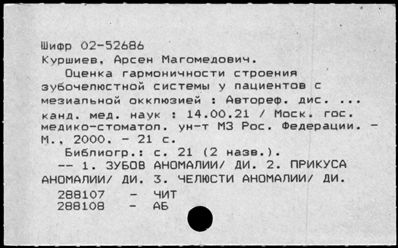 Шифр 02-52686
Куршиев, Арсен Магомедович.
Оценка гармоничности строения
зубочелюстной системы у пациентов с
мезиальной окклюзией : Автореф. дис. ...
канд. мед. наук : 14.00.21 / Моск. гос.
медико-стоматол. ун-т МЗ Рос. Федерации. -
М., 2000. - 21 с.
Библиогр.: с. 21 (2 назв.).
-- 1. ЗУБОВ АНОМАЛИИ/ ДИ. 2. ПРИКУСА
АНОМАЛИИ/ ДИ. 3. ЧЕЛЮСТИ АНОМАЛИИ/ ДИ.
288107 - ЧИТ
288108 - АБ